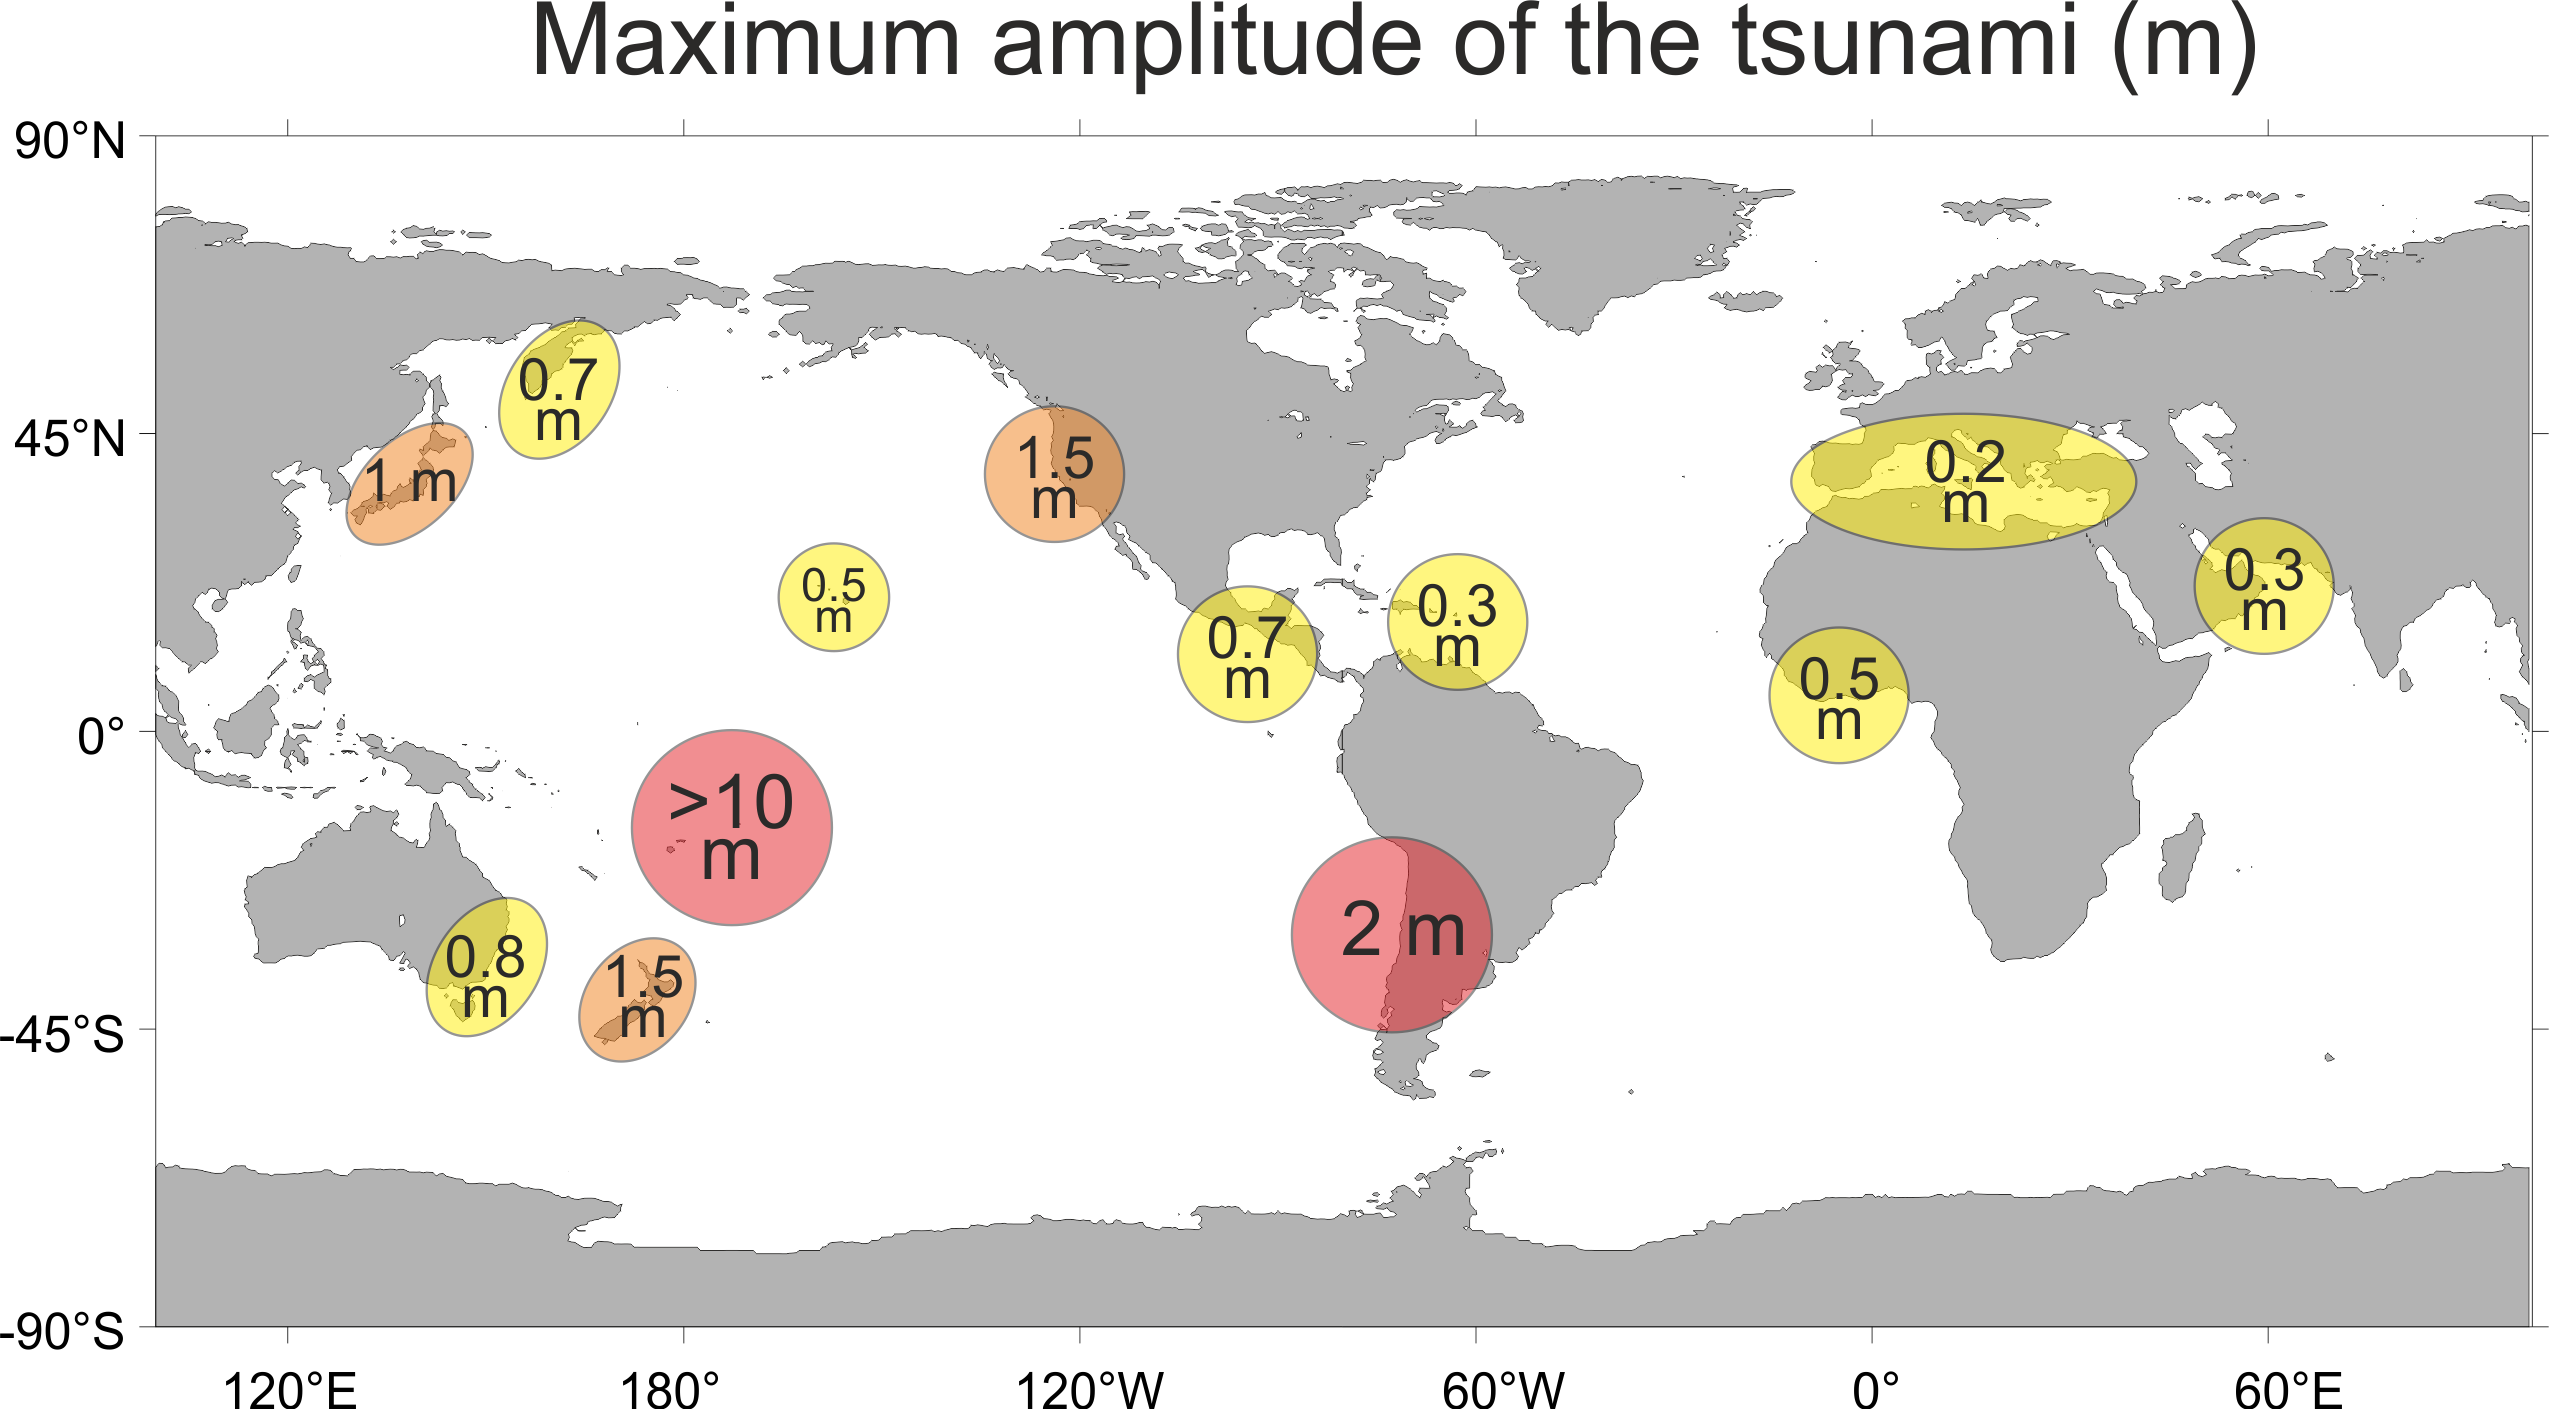 Maximum amplitude of the tsunami (m)
90°N
45°N
0°
-45°S
-90°S
0.7
m
1 m
1.5
m
0.2
m
0.5
m
0.3
m
0.3
m
0.7
m
0.5
m
>10
m
2 m
0.8
m
1.5
m
120°E
180°
120°W
60°W
0°
60°E